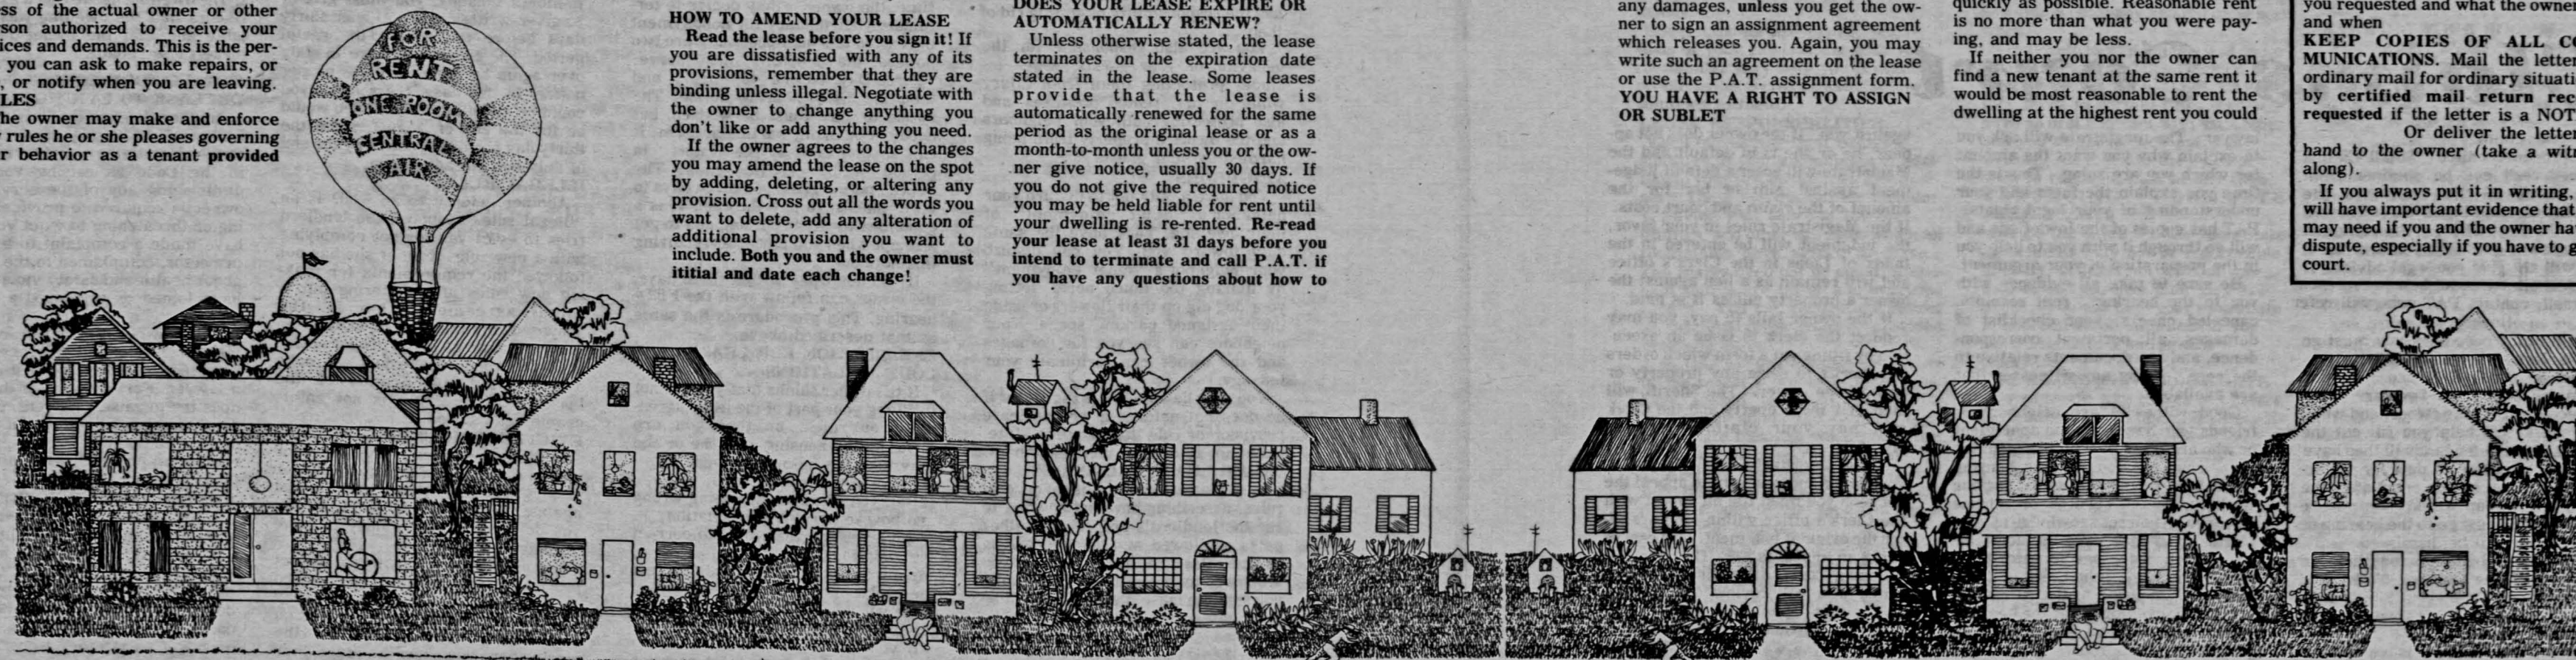 ss of the actual owner or other
son authorized to receive your
ices and demands. This is the per-
you can ask to make repairs, or
, or notify when you are leaving.
LES
he owner may make and enforce
rules he or she pleases governing
r behavior as a tenant provided
FOR
RENT
ONE ROOM
CENTRAL
AIR
HOW TO AMEND YOUR LEASE
Read the lease before you sign it! If
you are dissatisfied with any of its
provisions, remember that they are
binding unless illegal. Negotiate with
the owner to change anything you
don't like or add anything you need.
If the owner agrees to the changes
you may amend the lease on the spot
by adding, deleting, or altering any
provision. Cross out all the words you
want to delete, add any alteration of
additional provision you want to
include. Both you and the owner must
ititial and date each change!
DOES YOUR LEASE EXPIRE OR
AUTOMATICALLY RENEW?
Unless otherwise stated, the lease
terminates on the expiration date
stated in the lease. Some leases
provide that the lease is
automatically renewed for the same
period as the original lease or as a
month-to-month unless you or the ow-
ner give notice, usually 30 days. If
you do not give the required notice
you may be held liable for rent until
your dwelling is re-rented. Re-read
your lease at least 31 days before you
intend to terminate and call P.A.T. if
you have any questions about how to
any damages, unless you get the ow-
ner to sign an assignment agreement
which releases you. Again, you may
write such an agreement on the lease
or use the P.A.T. assignment form.
YOU HAVE A RIGHT TO ASSIGN
OR SUBLET
quickly as possible. Reasonable rent
is no more than what you were pay-
ing, and may be less.
If neither you nor the owner can
find a new tenant at the same rent it
would be most reasonable to rent the
dwelling at the highest rent you could
you requested and what the owner
and when
KEEP COPIES OF ALL CO
MUNICATIONS. Mail the letter
ordinary mail for ordinary situati
by certified mail return rec
requested if the letter is a NOT
Or deliver the letter
hand to the owner (take a wit
along).
If you always put it in writing,
will have important evidence that
may need if you and the owner ha
dispute, especially if you have to g
court.